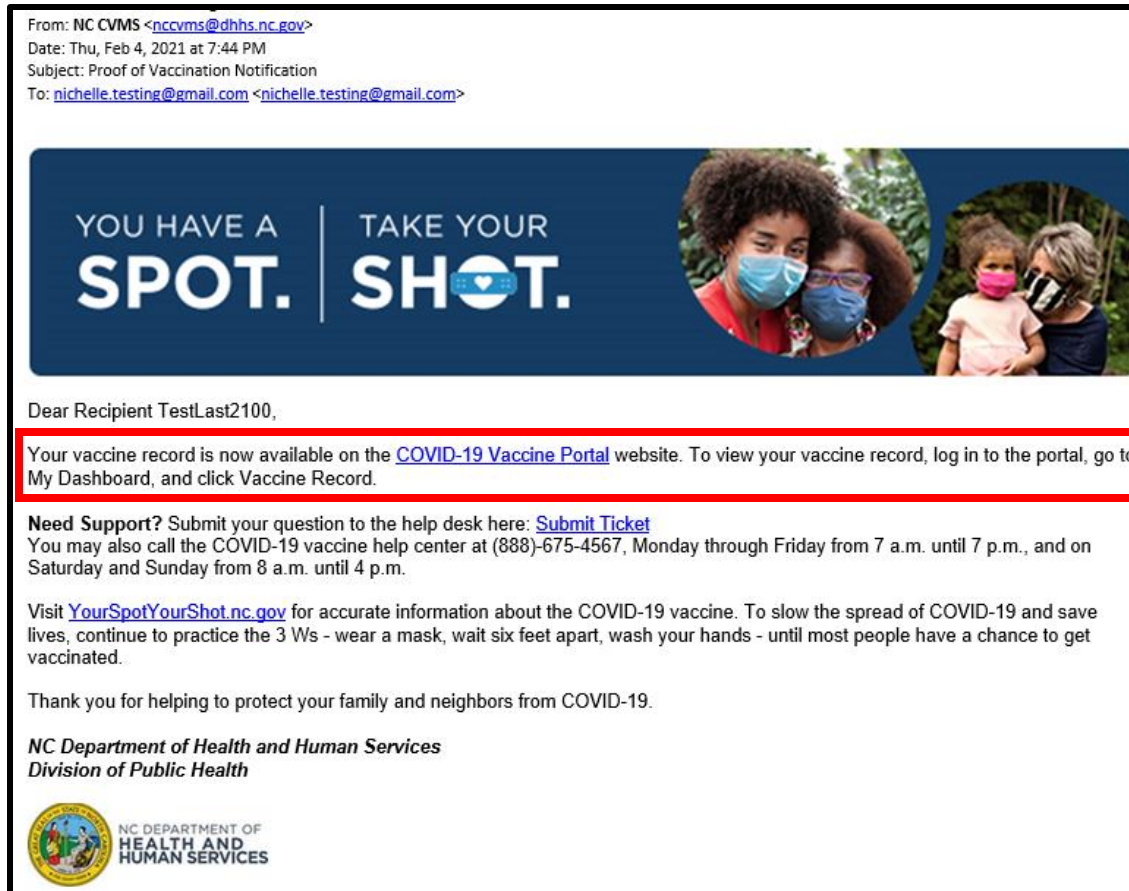 From: NC CVMS <nccvms@dhhs.nc.gov>
Date: Thu, Feb 4, 2021 at 7:44 PM
Subject: Proof of Vaccination Notification
To: nichelle.testing@gmail.com <nichelle.testing@gmail.com>
YOU HAVE A
SPOT.
TAKE YOUR
SHOT.
Dear Recipient TestLast2100,
Your vaccine record is now available on the COVID-19 Vaccine Portal website. To view your vaccine record, log in to the portal, go to
My Dashboard, and click Vaccine Record.
Need Support? Submit your question to the help desk here: Submit Ticket
You may also call the COVID-19 vaccine help center at (888)-675-4567, Monday through Friday from 7 a.m. until 7 p.m., and on
Saturday and Sunday from 8 a.m. until 4 p.m.
Visit YourSpotYourShot.nc.gov for accurate information about the COVID-19 vaccine. To slow the spread of COVID-19 and save
lives, continue to practice the 3 Ws - wear a mask, wait six feet apart, wash your hands - until most people have a chance to get
vaccinated.
Thank you for helping to protect your family and neighbors from COVID-19.
NC Department of Health and Human Services
Division of Public Health
NC DEPARTMENT OF
HEALTH AND
HUMAN SERVICES